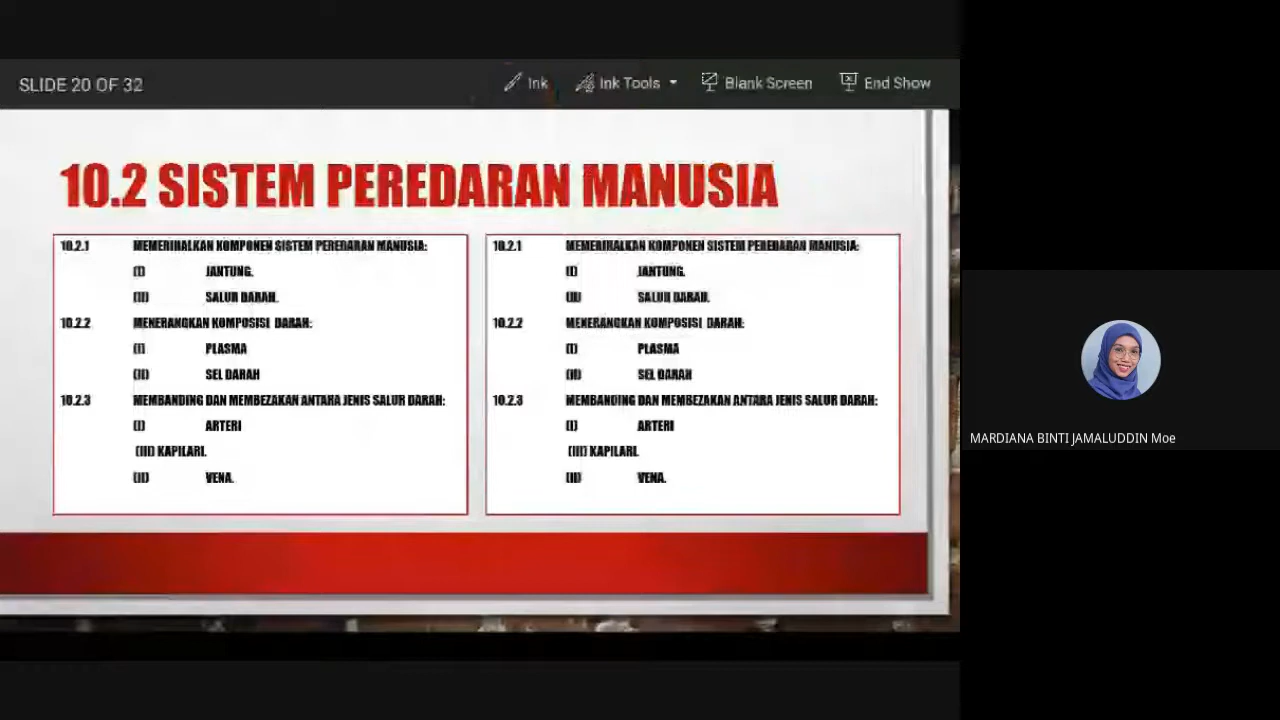 SLIDE 20 OF 32
Ink
Ink Tools
Blank Screen
End Show
10.2 SISTEM PEREDARAN MANUSIA
10.2.1 MEMERIHALKAN KOMPONEN SISTEM PEREDARAN MANUSIA:
(I) JANTUNG.
(II) SALUR DARAH.
10.2.2 MENERANGKAN KOMPOSISI DARAH:
(I) PLASMA
(II) SEL DARAH
10.2.3 MEMBANDING DAN MEMBEZAKAN ANTARA JENIS SALUR DARAH:
(I) ARTERI
(III) KAPILARI.
(II) VENA.
10.2.1 MEMERIHALKAN KOMPONEN SISTEM PEREDARAN MANUSIA:
(I) JANTUNG.
(II) SALUR DARAH.
10.2.2 MENERANGKAN KOMPOSISI DARAH:
(I) PLASMA
(II) SEL DARAH
10.2.3 MEMBANDING DAN MEMBEZAKAN ANTARA JENIS SALUR DARAH:
(I) ARTERI
(III) KAPILARI.
(II) VENA.
MARDIANA BINTI JAMALUDDIN Moe